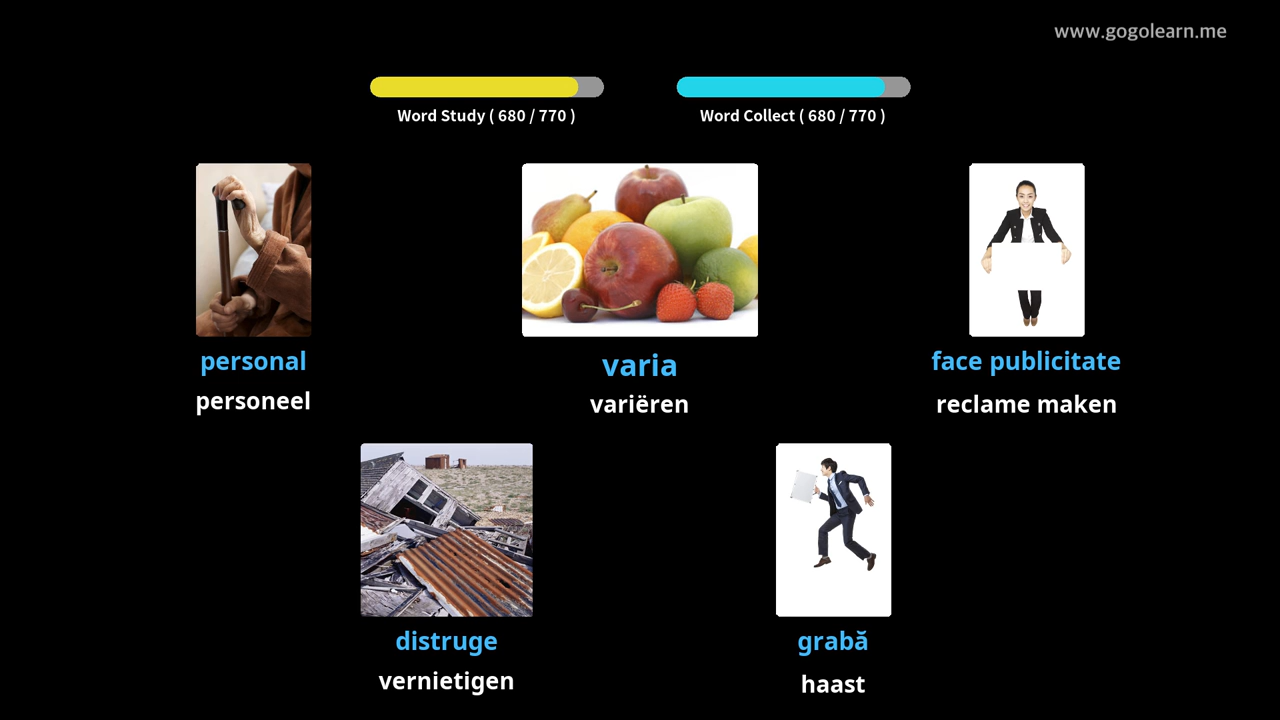 www.gogolearn.me
Word Study ( 680 / 770 )
Word Collect ( 680 / 770 )
personal
personeel
varia
variëren
face publicitate
reclame maken
distruge
vernietigen
grabă
haast